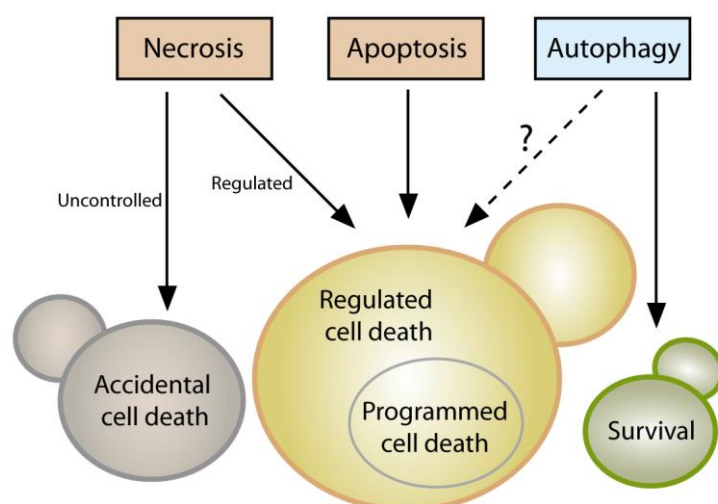 Necrosis
Apoptosis
Autophagy
?
Uncontrolled
Regulated
Regulated
cell death
Accidental
cell death
Programmed
cell death
Survival